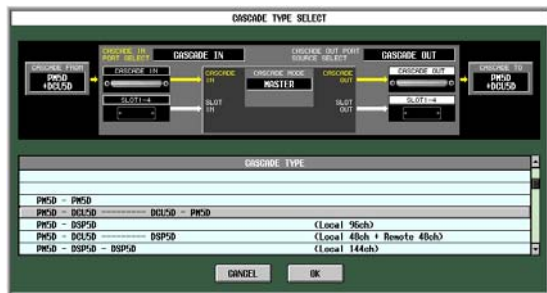 CASCADE TYPE SELECT
CASCADE IN
PORT SELECT
CASCADE IN
CASCADE OUT PORT
SOURCE SELECT
CASCADE OUT
CASCADE FROM
PM5D
+DCU5D
CASCADE IN
CASCADE
IN
CASCADE MODE
MASTER
CASCADE
OUT
CASCADE OUT
CASCADE TO
PM5D
+DCU5D
SLOT1-4
SLOT
IN
SLOT
OUT
SLOT1-4
CASCADE TYPE
PM5D - PM5D
PM5D - DCU5D --------- DCU5D - PM5D
PM5D - DSP5D (Local 96ch)
PM5D - DCU5D --------- DSP5D (Local 48ch + Remote 48ch)
PM5D - DSP5D - DSP5D (Local 144ch)
CANCEL
OK